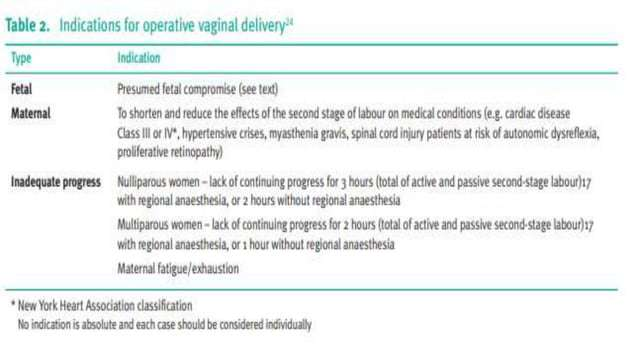 Table 2. Indications for operative vaginal delivery24
Type Indication
Fetal Presumed fetal compromise (see text)
Maternal To shorten and reduce the effects of the second stage of labour on medical conditions (e.g. cardiac disease
Class III or IV*, hypertensive crises, myasthenia gravis, spinal cord injury patients at risk of autonomic dysreflexia,
proliferative retinopathy)
Inadequate progress Nulliparous women – lack of continuing progress for 3 hours (total of active and passive second-stage labour)17
with regional anaesthesia, or 2 hours without regional anaesthesia
Multiparous women – lack of continuing progress for 2 hours (total of active and passive second-stage labour)17
with regional anaesthesia, or 1 hour without regional anaesthesia
Maternal fatigue/exhaustion
* New York Heart Association classification
No indication is absolute and each case should be considered individually